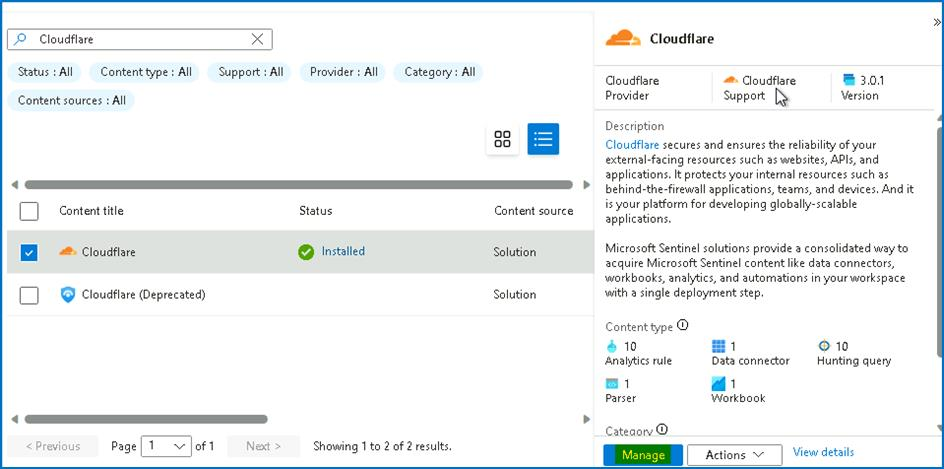 Cloudflare
Status : All
Content type : All
Support : All
Provider : All
Category : All
Content sources : All
Content title
Status
Content source
Cloudflare
Installed
Solution
Cloudflare (Deprecated)
Solution
< Previous
Page
1
of 1
Next >
Showing 1 to 2 of 2 results.
»
Cloudflare
Cloudflare
Provider
Cloudflare
Support
3.0.1
Version
Description
Cloudflare secures and ensures the reliability of your
external-facing resources such as websites, APIs, and
applications. It protects your internal resources such as
behind-the-firewall applications, teams, and devices. And it
is your platform for developing globally-scalable
applications.
Microsoft Sentinel solutions provide a consolidated way to
acquire Microsoft Sentinel content like data connectors,
workbooks, analytics, and automations in your workspace
with a single deployment step.
Content type
10
Analytics rule
1
Data connector
10
Hunting query
1
Parser
1
Workbook
Category
Manage
Actions
View details